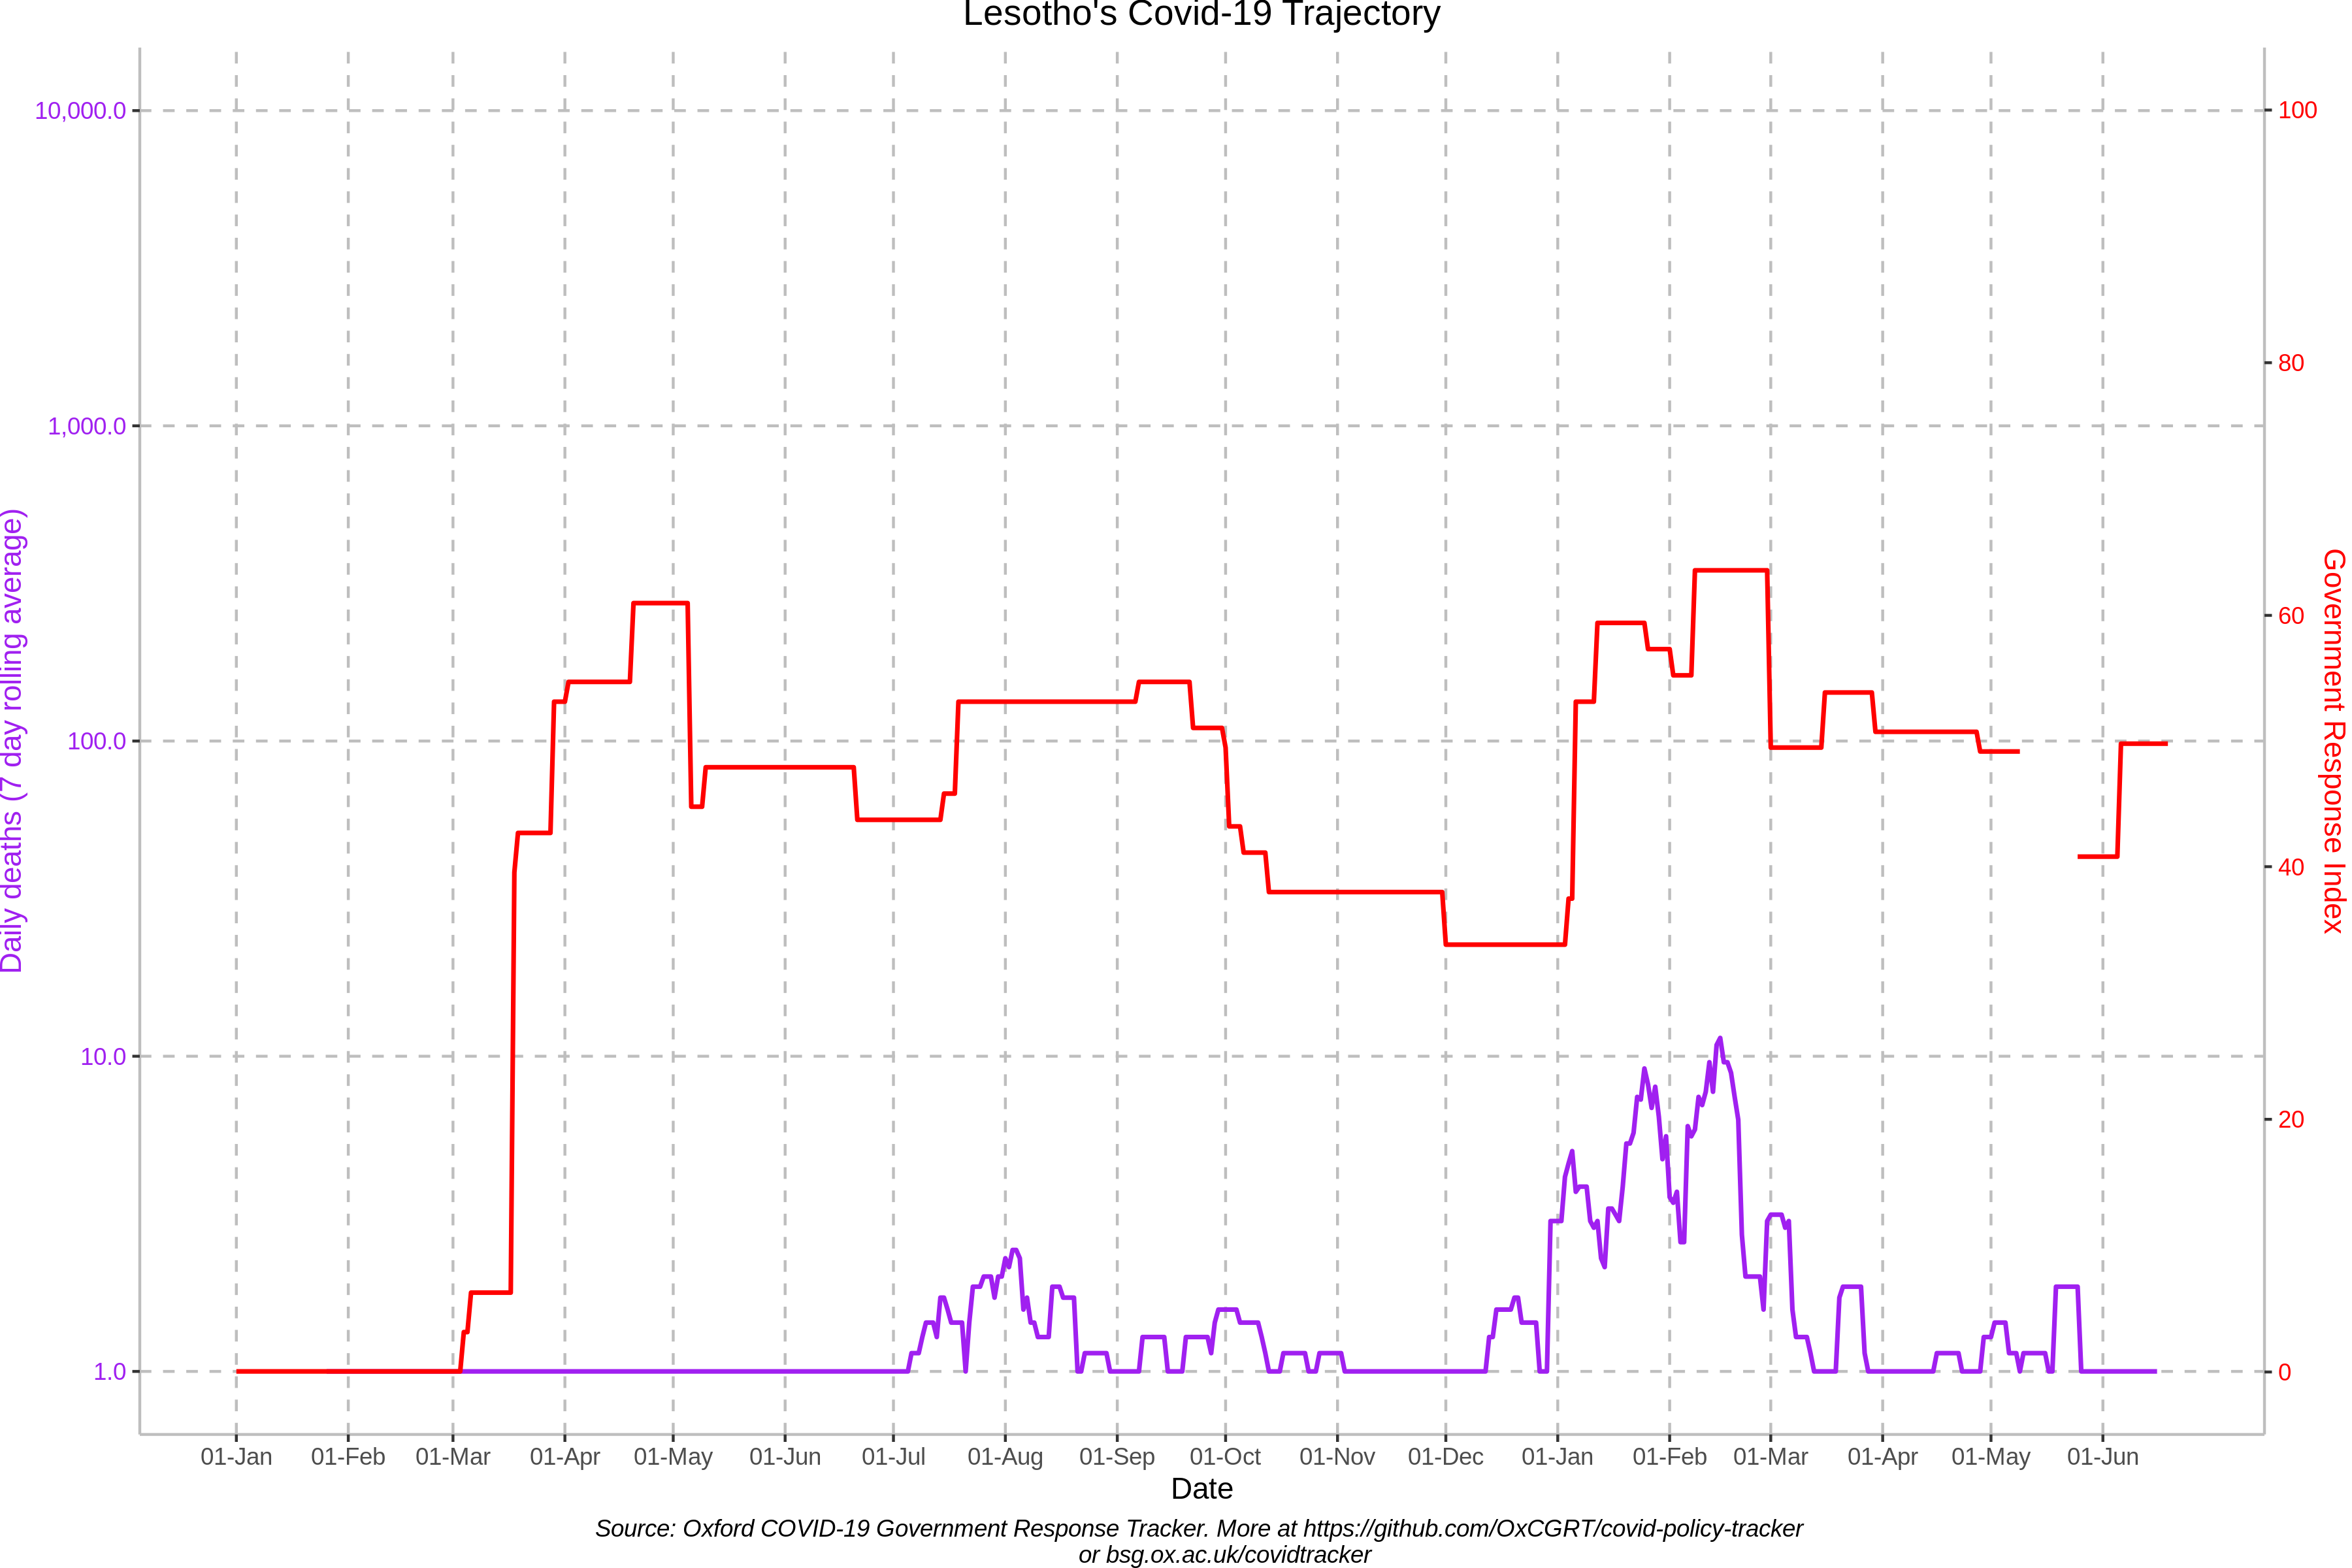 Lesotho's Covid-19 Trajectory
10,000.0
1,000.0
100.0
10.0
1.0
Daily deaths (7 day rolling average)
100
80
60
40
20
0
Government Response Index
01-Jan 01-Feb 01-Mar 01-Apr 01-May 01-Jun 01-Jul 01-Aug 01-Sep 01-Oct 01-Nov 01-Dec 01-Jan 01-Feb 01-Mar 01-Apr 01-May 01-Jun
Date
Source: Oxford COVID-19 Government Response Tracker. More at https://github.com/OxCGRT/covid-policy-tracker
or bsg.ox.ac.uk/covidtracker